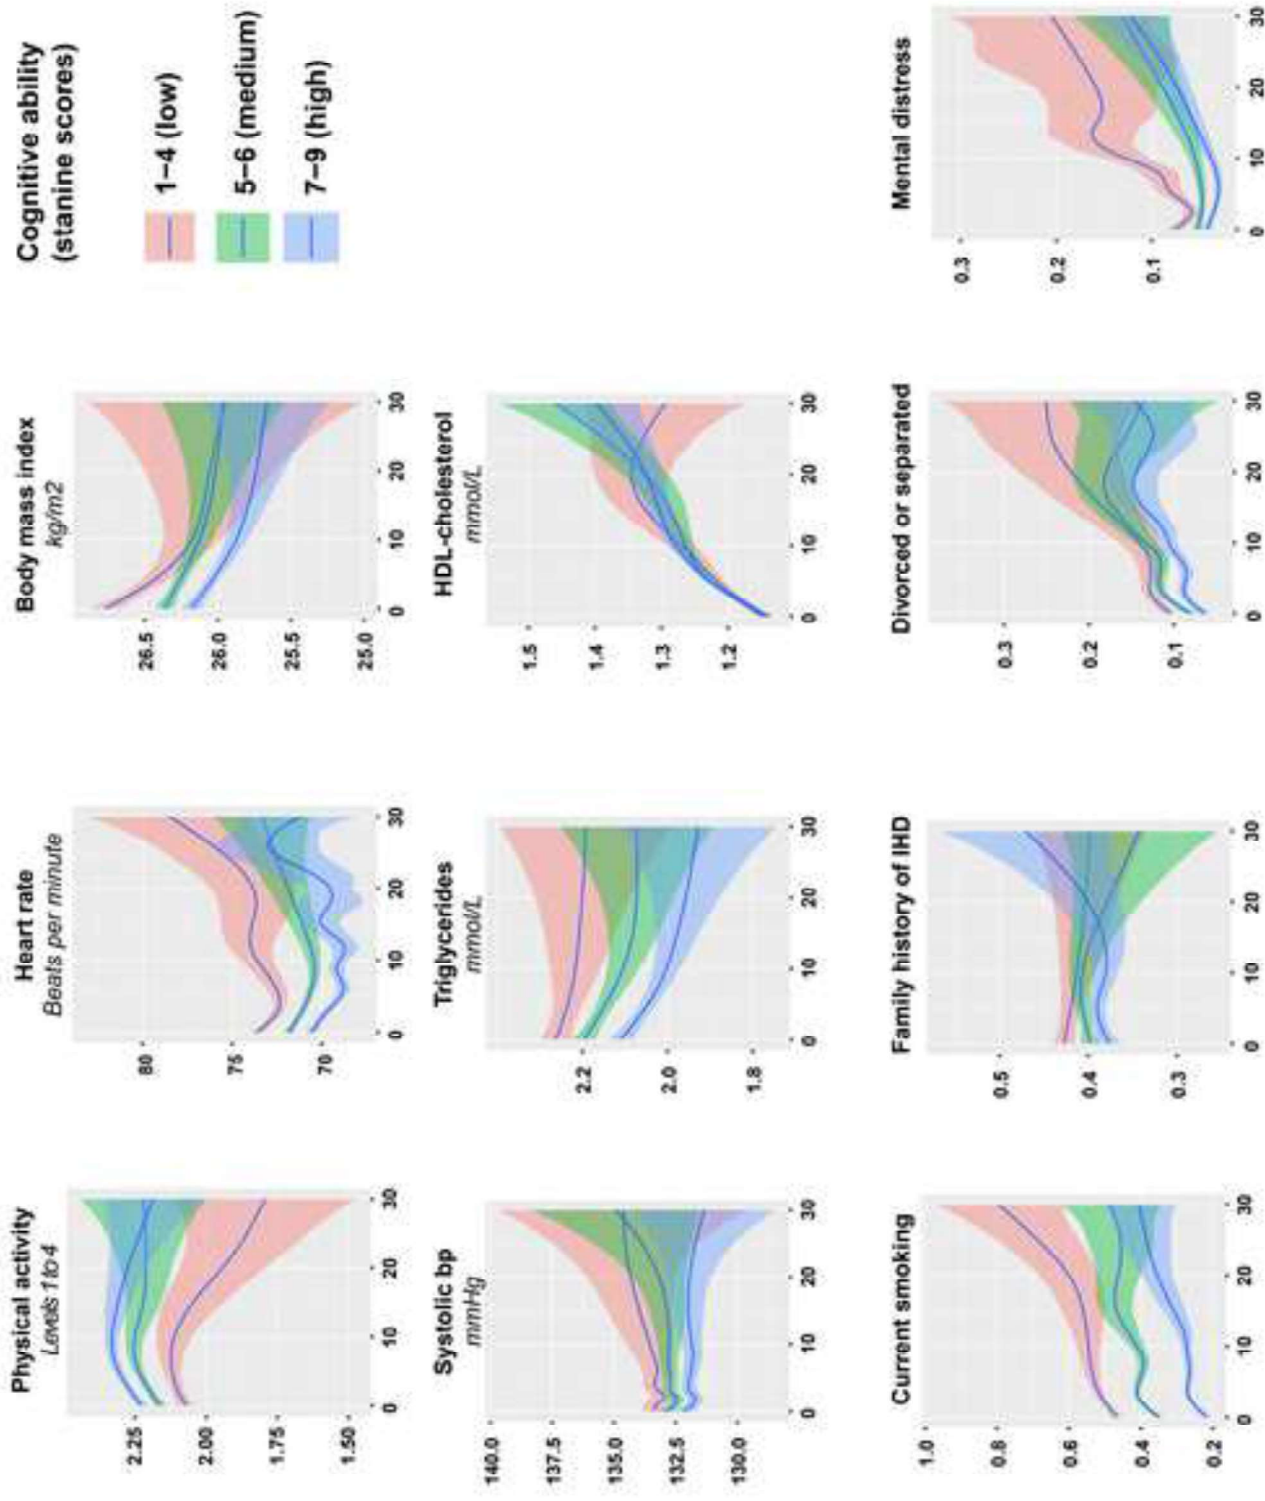 Physical activity
Levels 1to4
2.25
2.00
1.75
1.50
0 10 20 30
Heart rate
Beats per minute
80
75
70
0 10 20 30
Body mass index
kg/m2
26.5
26.0
25.5
25.0
0 10 20 30
Cognitive ability
(stanine scores)
1–4 (low)
5–6 (medium)
7–9 (high)
Systolic bp
mmHg
140.0
137.5
135.0
132.5
130.0
0 10 20 30
Triglycerides
mmol/L
2.2
2.0
1.8
0 10 20 30
HDL-cholesterol
mmol/L
1.5
1.4
1.3
1.2
0 10 20 30
Current smoking
1.0
0.8
0.6
0.4
0.2
0 10 20 30
Family history of IHD
0.5
0.4
0.3
0 10 20 30
Divorced or separated
0.3
0.2
0.1
0 10 20 30
Mental distress
0.3
0.2
0.1
0 10 20 30